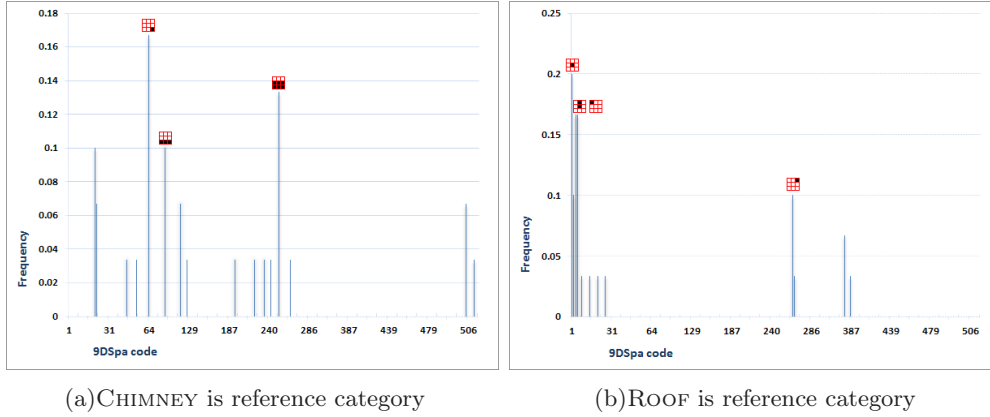 0.18
0.16
0.14
0.12
0.1
0.08
0.06
0.04
0.02
0
Frequency
1 31 64 129 187 240 286 387 439 479 506
9DSpa code
0.25
0.2
0.15
0.1
0.05
0
Frequency
1 31 64 129 187 240 286 387 439 479 506
9DSpa code
(a)CHIMNEY is reference category
(b)ROOF is reference category